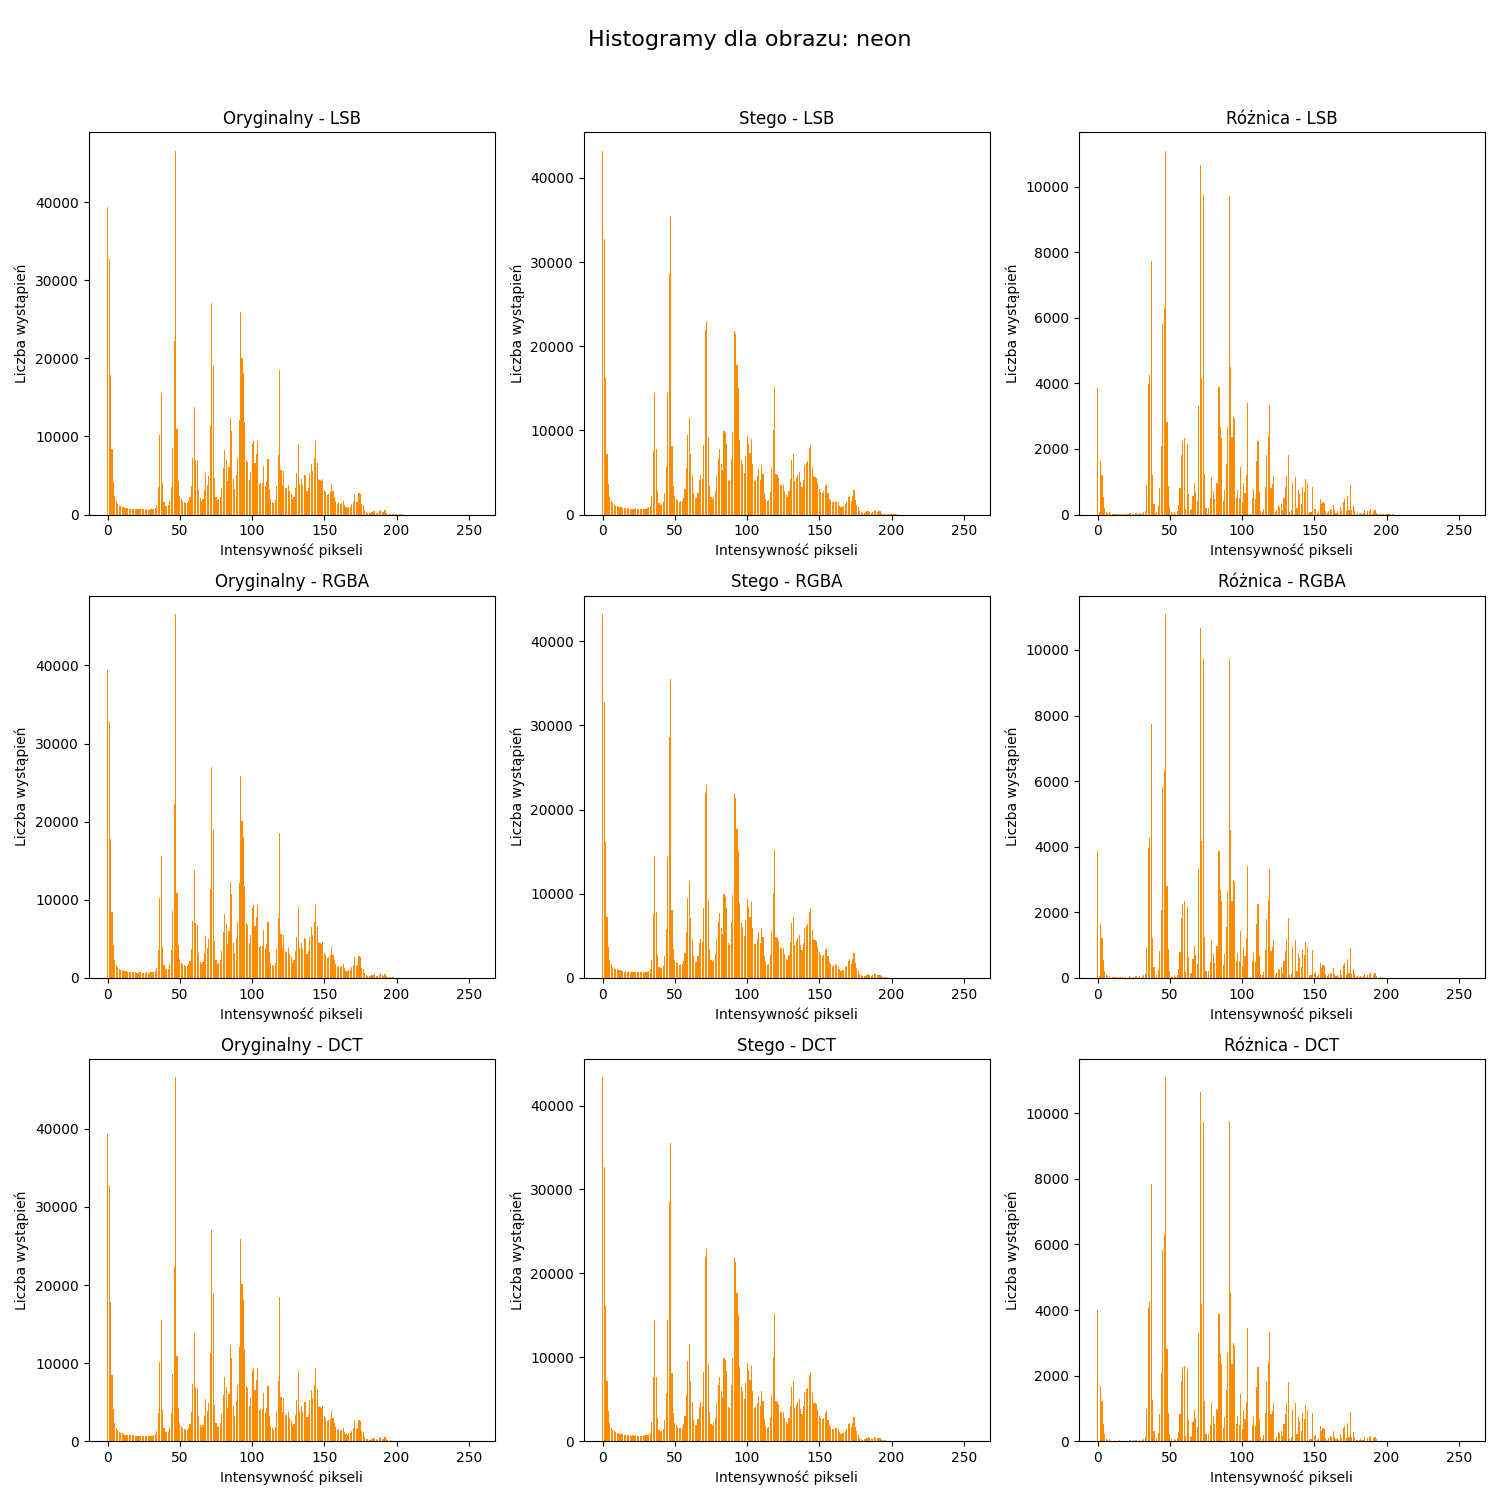 Histogramy dla obrazu: neon
Oryginalny - LSB
Liczba wystąpień
40000
30000
20000
10000
0
0 50 100 150 200 250
Intensywność pikseli
Stego - LSB
Liczba wystąpień
40000
30000
20000
10000
0
0 50 100 150 200 250
Intensywność pikseli
Różnica - LSB
Liczba wystąpień
10000
8000
6000
4000
2000
0
0 50 100 150 200 250
Intensywność pikseli
Oryginalny - RGBA
Liczba wystąpień
40000
30000
20000
10000
0
0 50 100 150 200 250
Intensywność pikseli
Stego - RGBA
Liczba wystąpień
40000
30000
20000
10000
0
0 50 100 150 200 250
Intensywność pikseli
Różnica - RGBA
Liczba wystąpień
10000
8000
6000
4000
2000
0
0 50 100 150 200 250
Intensywność pikseli
Oryginalny - DCT
Liczba wystąpień
40000
30000
20000
10000
0
0 50 100 150 200 250
Intensywność pikseli
Stego - DCT
Liczba wystąpień
40000
30000
20000
10000
0
0 50 100 150 200 250
Intensywność pikseli
Różnica - DCT
Liczba wystąpień
10000
8000
6000
4000
2000
0
0 50 100 150 200 250
Intensywność pikseli